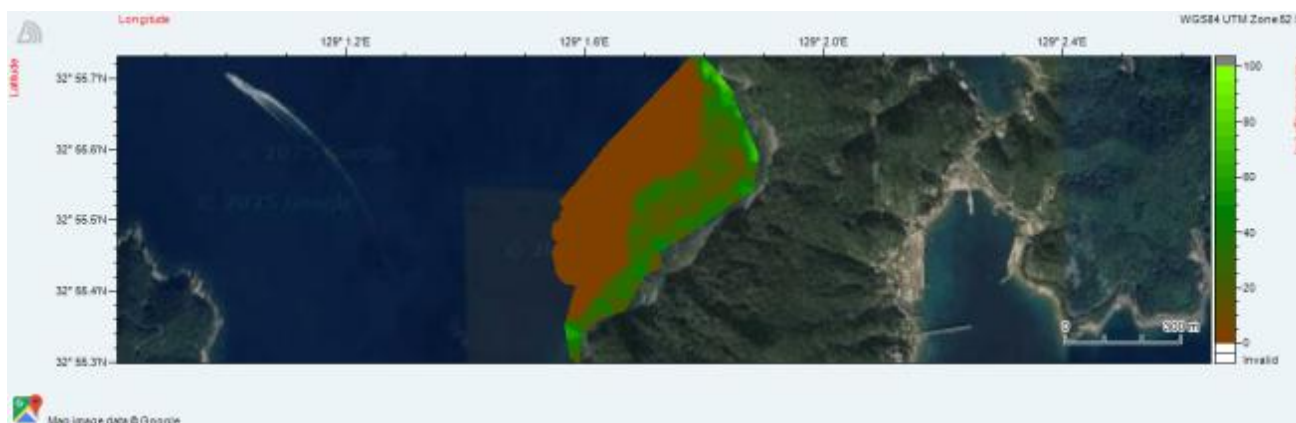 Longitude
WGS84 UTM Zone 52
129° 1.2'E
129° 1.6'E
129° 2.0'E
129° 2.4'E
Latitude
32° 55.7'N
32° 55.6'N
32° 55.5'N
32° 55.4'N
32° 55.3'N
100
80
60
40
20
0
Invalid
0
300 m
Map image data © Google